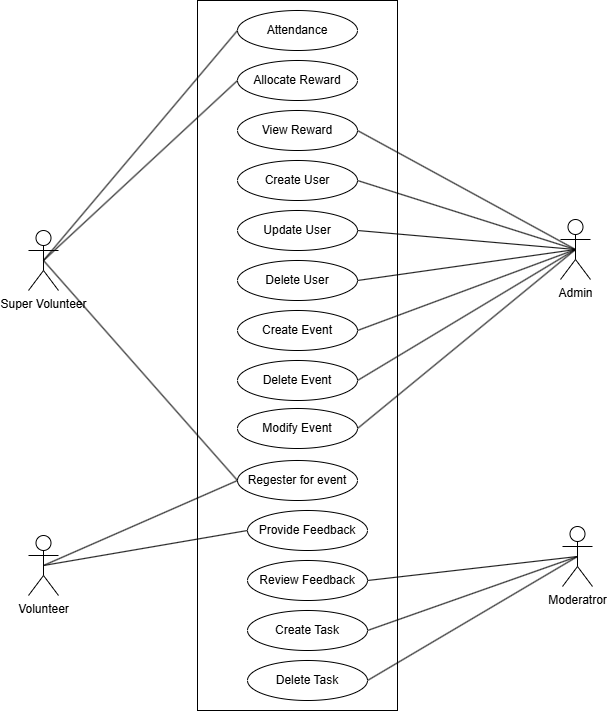 Attendance
Allocate Reward
View Reward
Create User
Update User
Delete User
Create Event
Delete Event
Modify Event
Regester for event
Provide Feedback
Review Feedback
Create Task
Delete Task
Super Volunteer
Volunteer
Admin
Moderatror